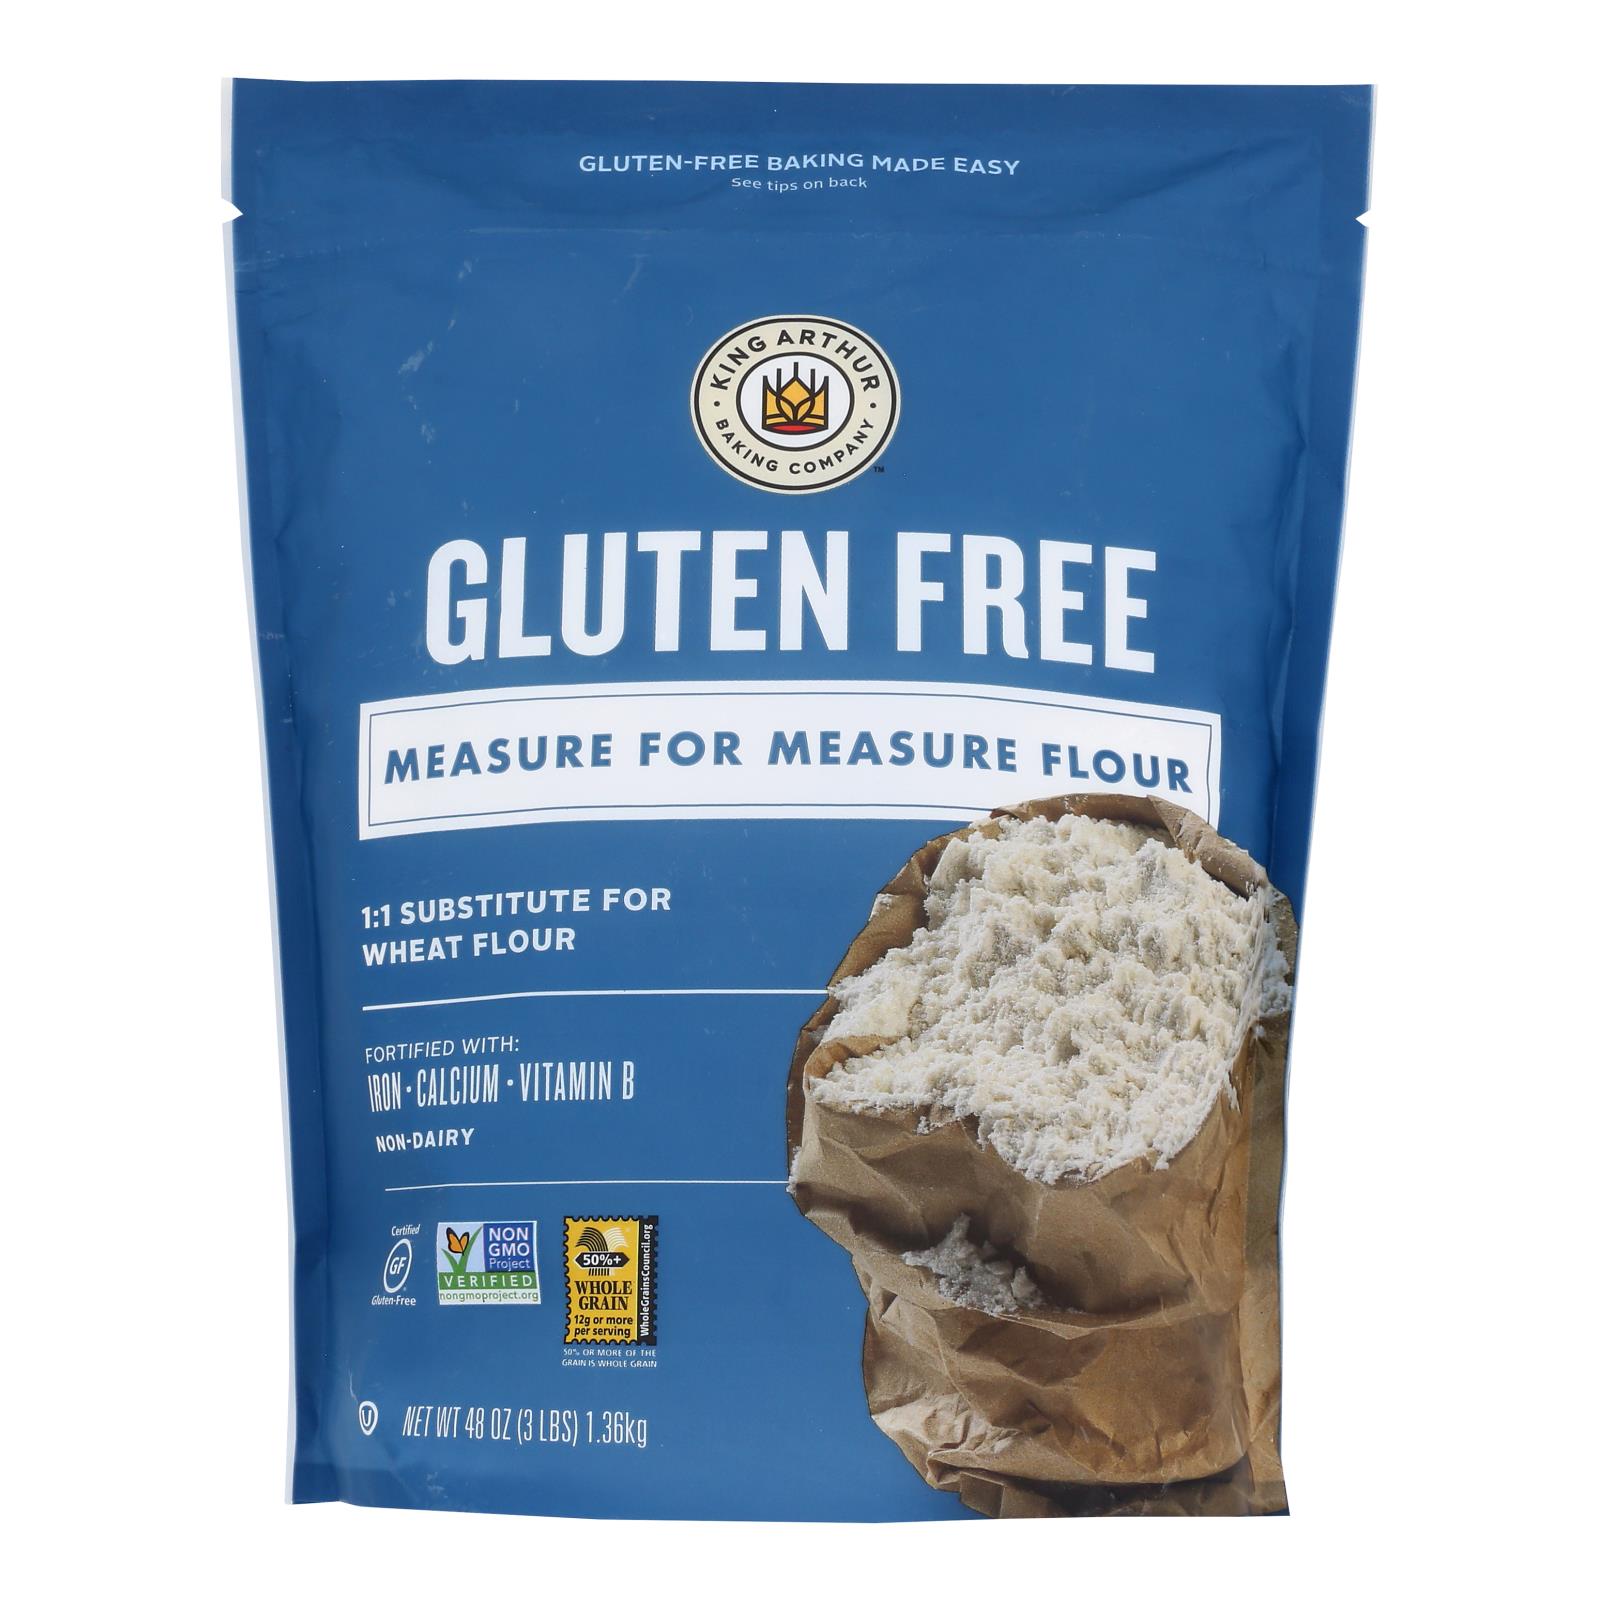 GLUTEN-FREE BAKING MADE EASY
See tips on back
KING ARTHUR
BAKING COMPANY
TM
GLUTEN FREE
MEASURE FOR MEASURE FLOUR
1:1 SUBSTITUTE FOR
WHEAT FLOUR
FORTIFIED WITH:
IRON • CALCIUM • VITAMIN B
NON-DAIRY
Certified
GF
Gluten-Free
NON
GMO
Project
VERIFIED
nongmoproject.org
50%+
WHOLE
GRAIN
12g or more
per serving
WholeGrainsCouncil.org
50% OR MORE OF THE
GRAIN IS WHOLE GRAIN
U
NET WT 48 OZ (3 LBS) 1.36kg